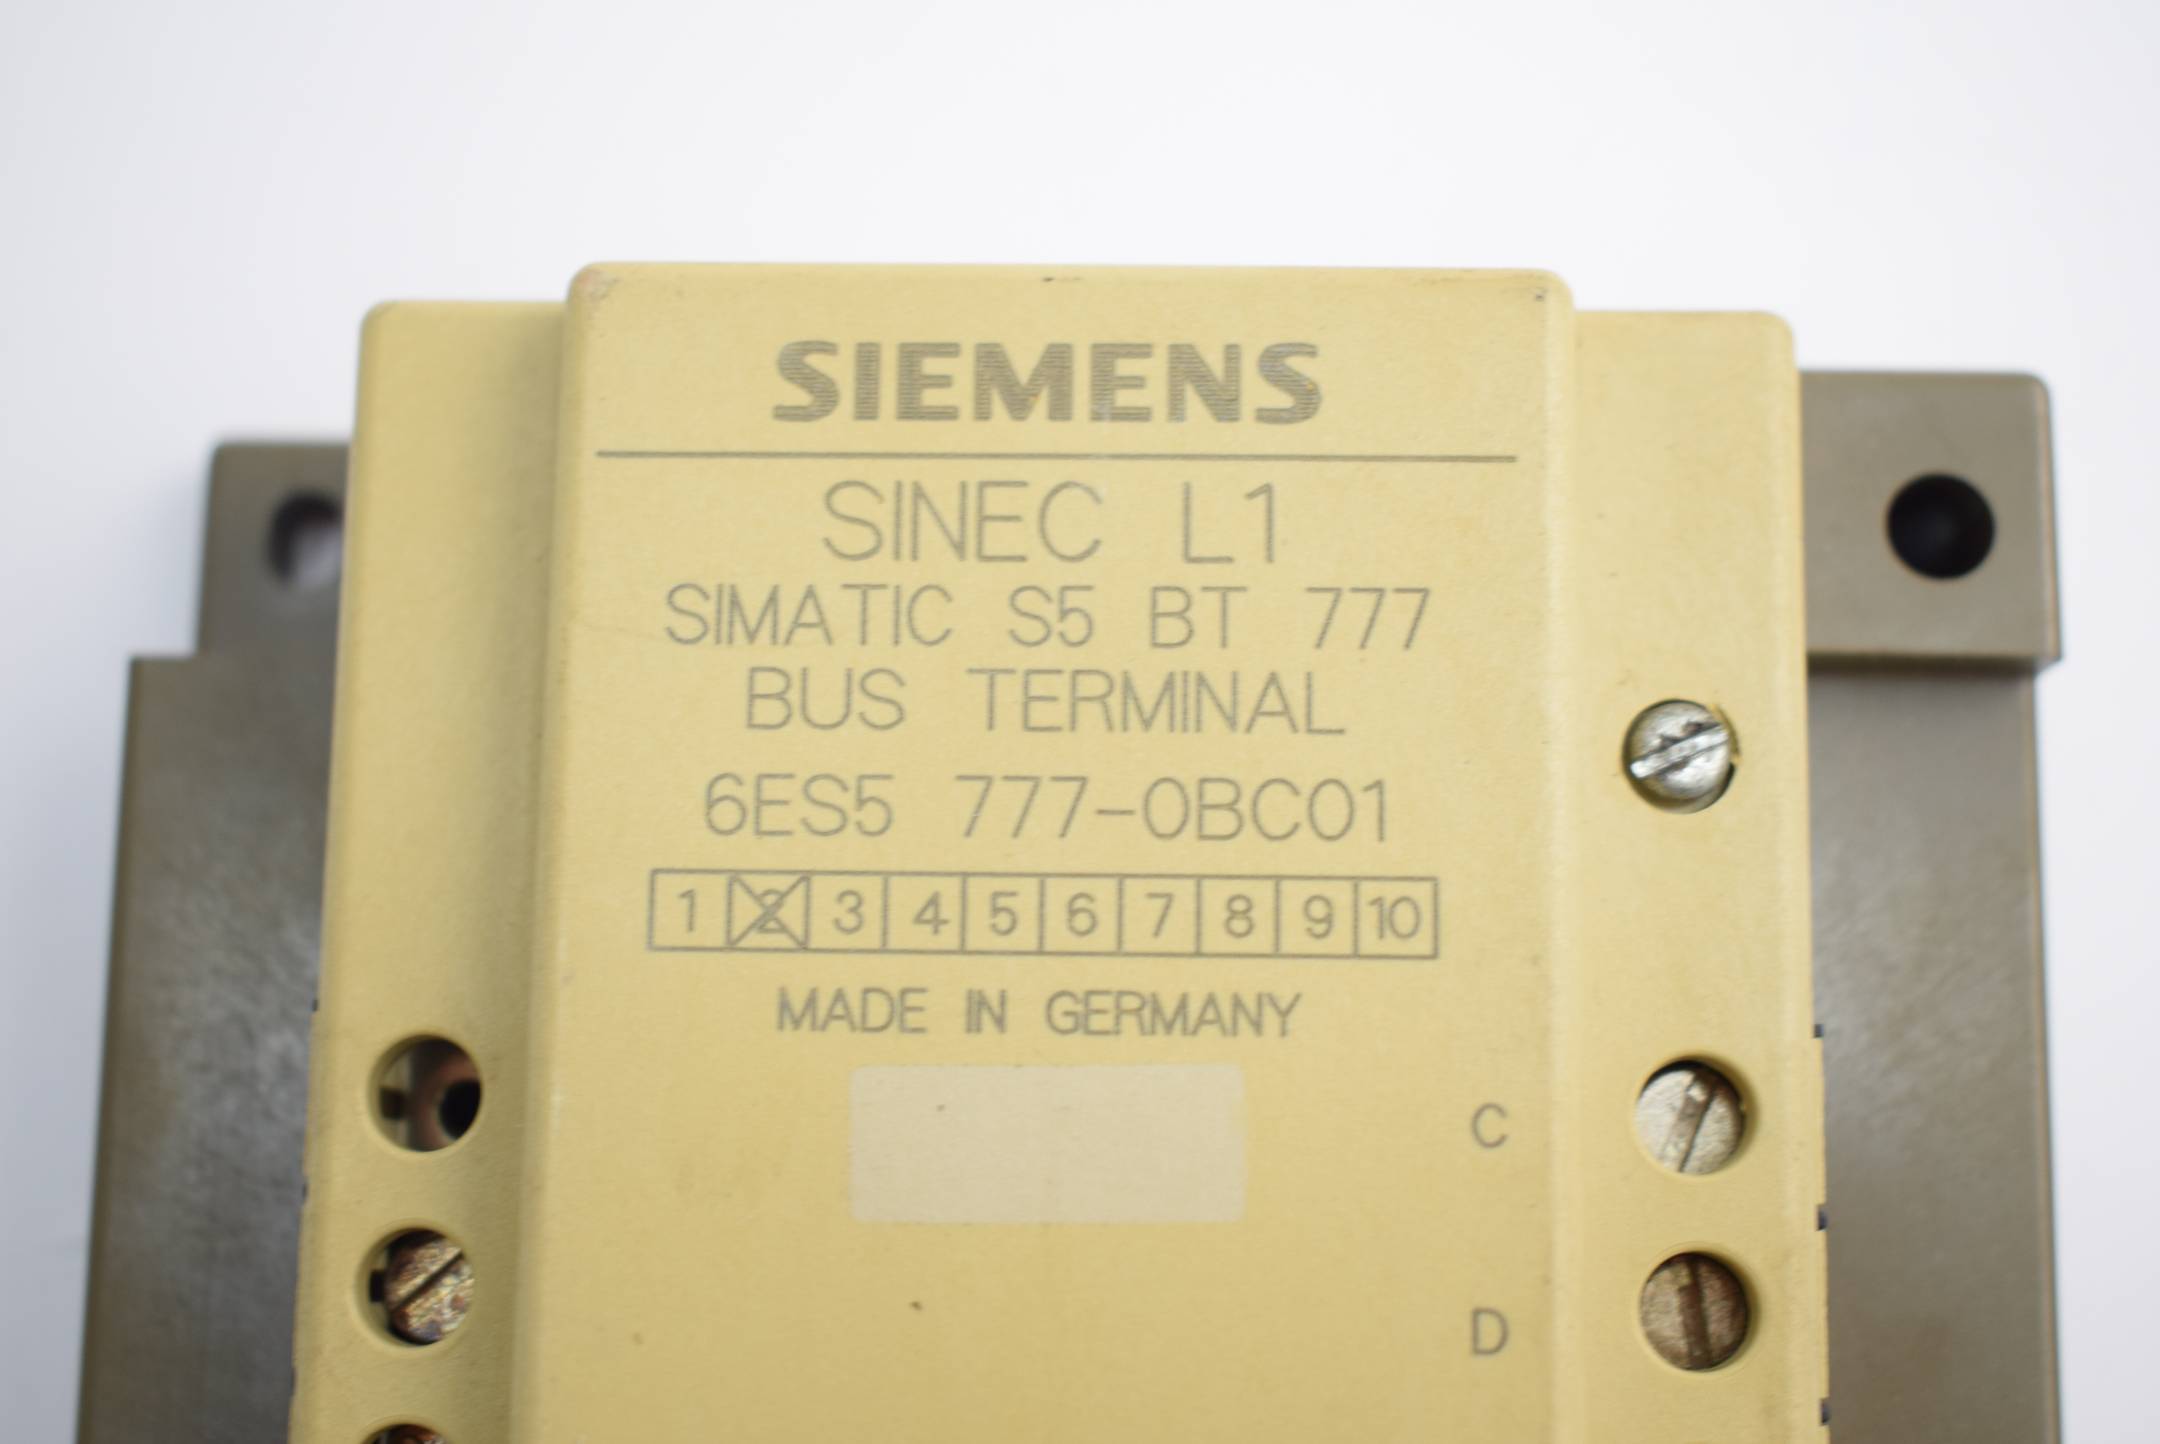 SIEMENS
SINEC L1
SIMATIC S5 BT 777
BUS TERMINAL
6ES5 777-0BC01
1 2 3 4 5 6 7 8 9 10
MADE IN GERMANY
C
D